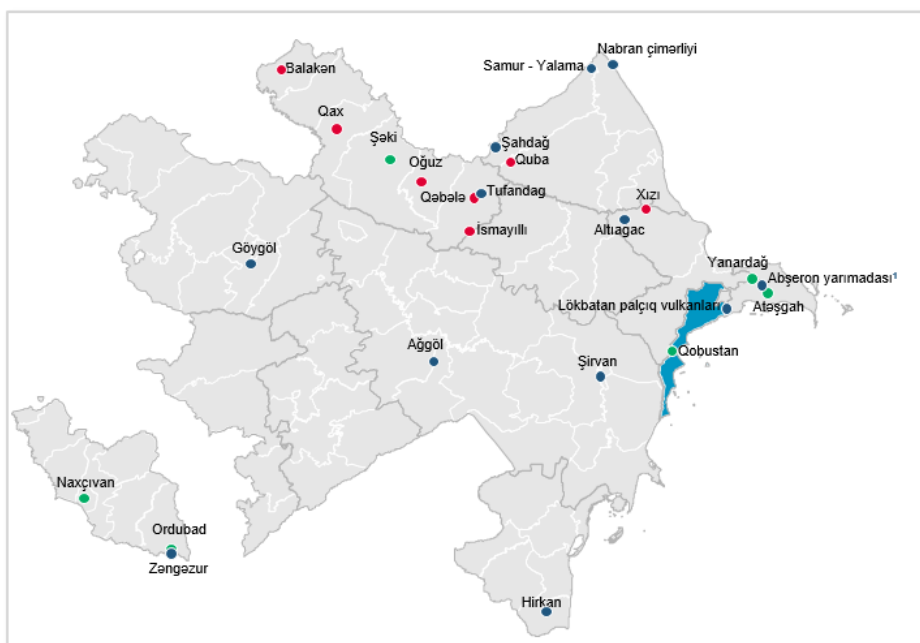 Nabran çimərliyi
Samur - Yalama
Balakən
Qax
Şəki
Şahdağ
Quba
Oğuz
Qəbələ
Tufandag
Xızı
İsmayıllı
Altıagac
Göygöl
Yanardağ
Abşeron yarımadası¹
Lökbatan palçıq vulkanları
Atəşgah
Qobustan
Ağgöl
Şirvan
Naxçıvan
Ordubad
Zəngəzur
Hirkan